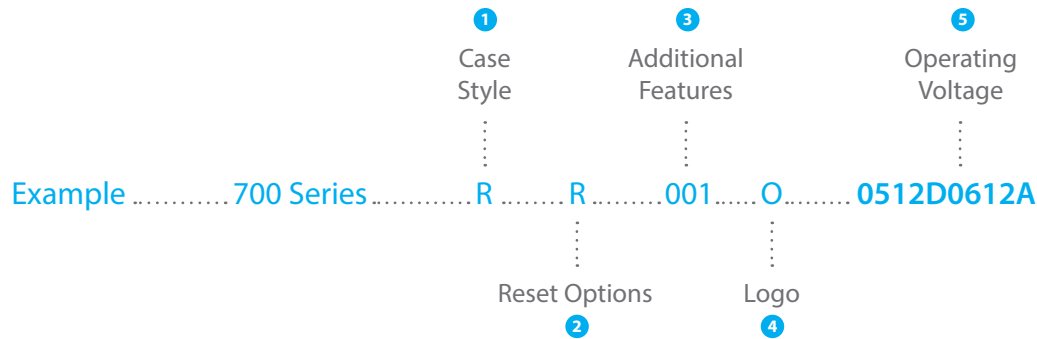 1 3 5
Case Additional Operating
Style Features Voltage
Example ........... 700 Series ............. R ....... R ......... 001 ..... O ........ 0512D0612A
Reset Options Logo
2 4